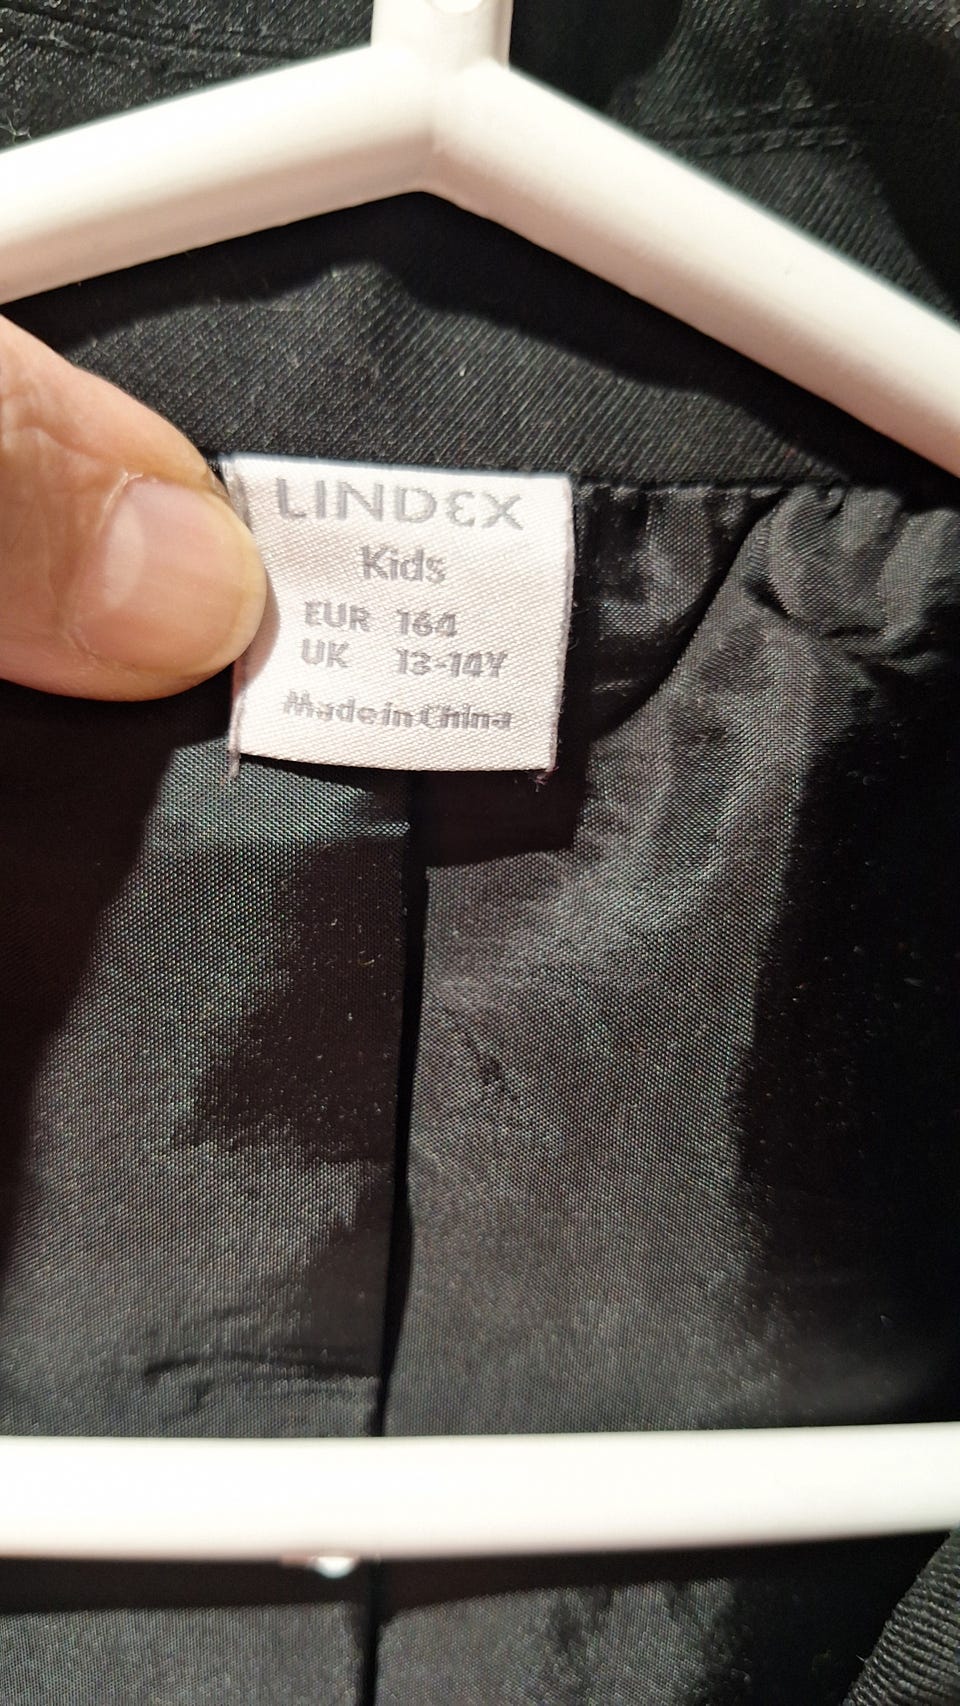 LINDEX
Kids
EUR 164
UK 13-14Y
Made in China